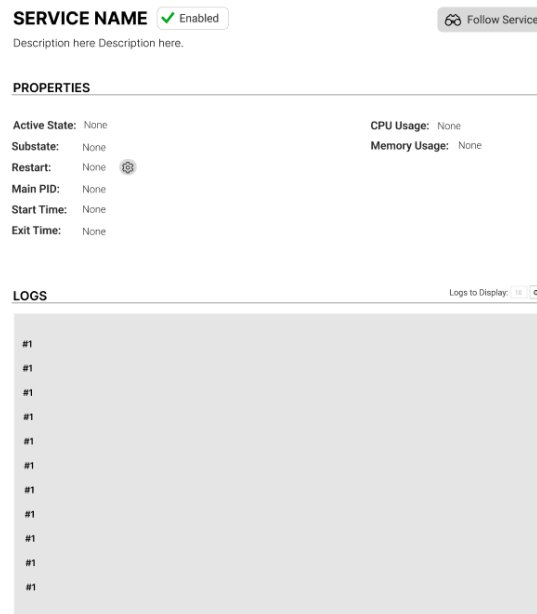 SERVICE NAME Enabled Follow Service
Description here Description here.
PROPERTIES
Active State: None CPU Usage: None
Substate: None Memory Usage: None
Restart: None
Main PID: None
Start Time: None
Exit Time: None
LOGS Logs to Display:
#1
#1
#1
#1
#1
#1
#1
#1
#1
#1
#1